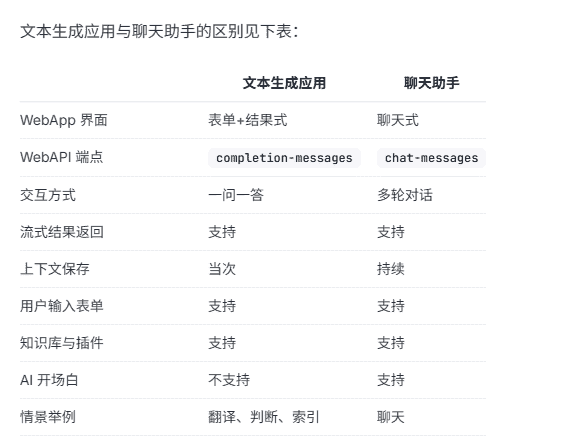 文本生成应用与聊天助手的区别见下表：
文本生成应用 聊天助手
WebApp 界面 表单+结果式 聊天式
WebAPI 端点 completion-messages chat-messages
交互方式 一问一答 多轮对话
流式结果返回 支持 支持
上下文保存 当次 持续
用户输入表单 支持 支持
知识库与插件 支持 支持
AI 开场白 不支持 支持
情景举例 翻译、判断、索引 聊天